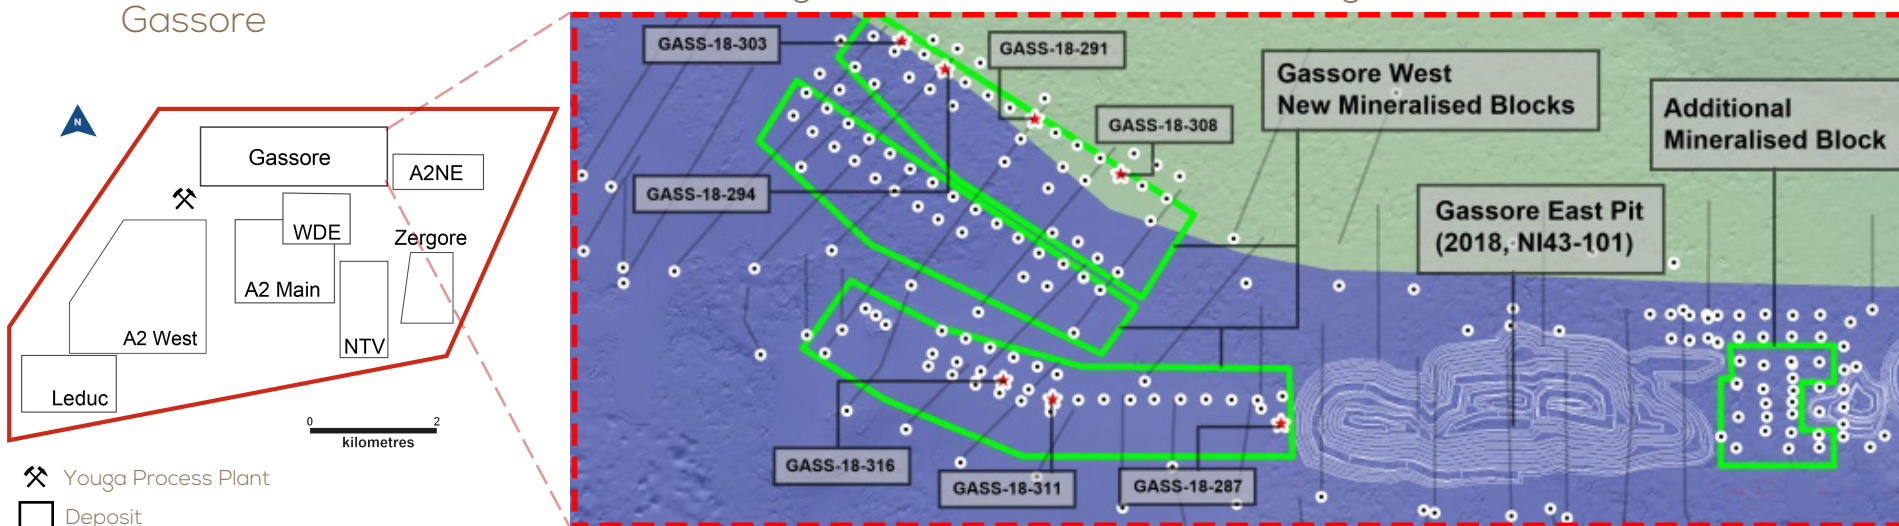 Gassore
N
Gassore
A2NE
WDE
Zergore
A2 Main
A2 West
NTV
Leduc
0 2
kilometres
Youga Process Plant
Deposit
GASS-18-303
GASS-18-291
GASS-18-308
GASS-18-294
Gassore West
New Mineralised Blocks
Additional
Mineralised Block
Gassore East Pit
(2018, NI43-101)
GASS-18-316
GASS-18-311
GASS-18-287